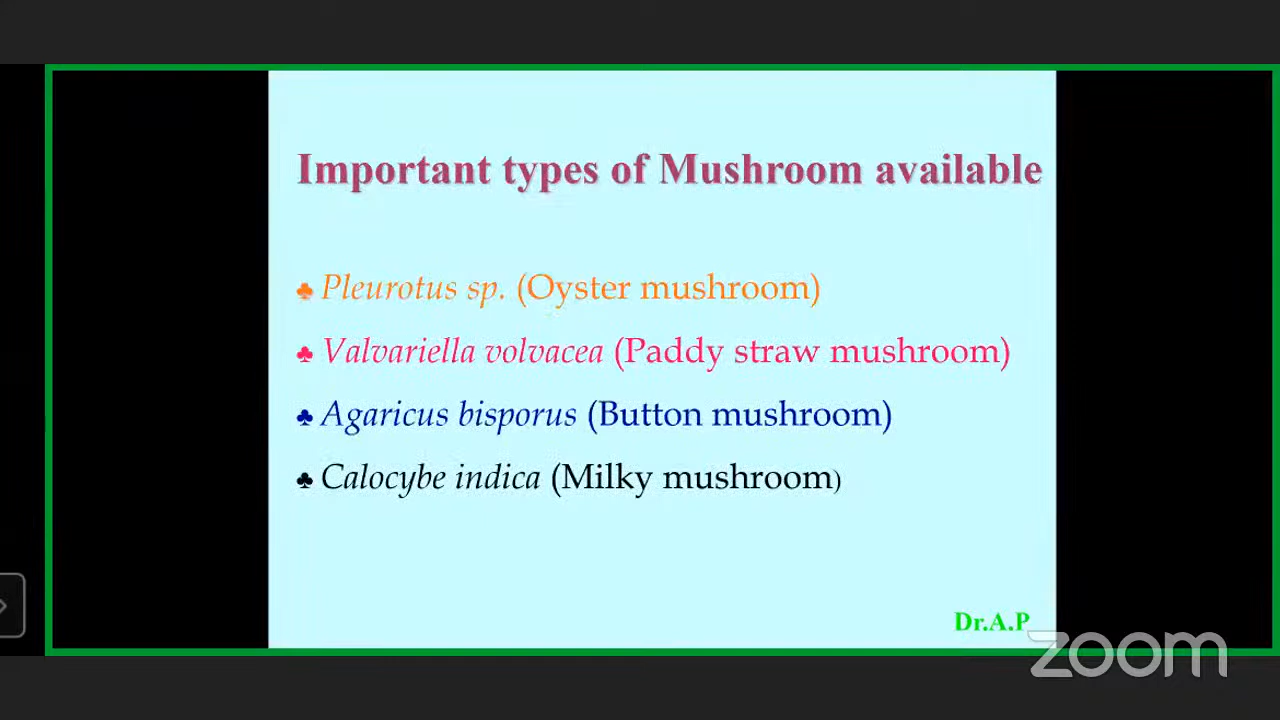 Important types of Mushroom available
♣ Pleurotus sp. (Oyster mushroom)
♣ Valvariella volvacea (Paddy straw mushroom)
♣ Agaricus bisporus (Button mushroom)
♣ Calocybe indica (Milky mushroom)
Dr.A.P
zoom